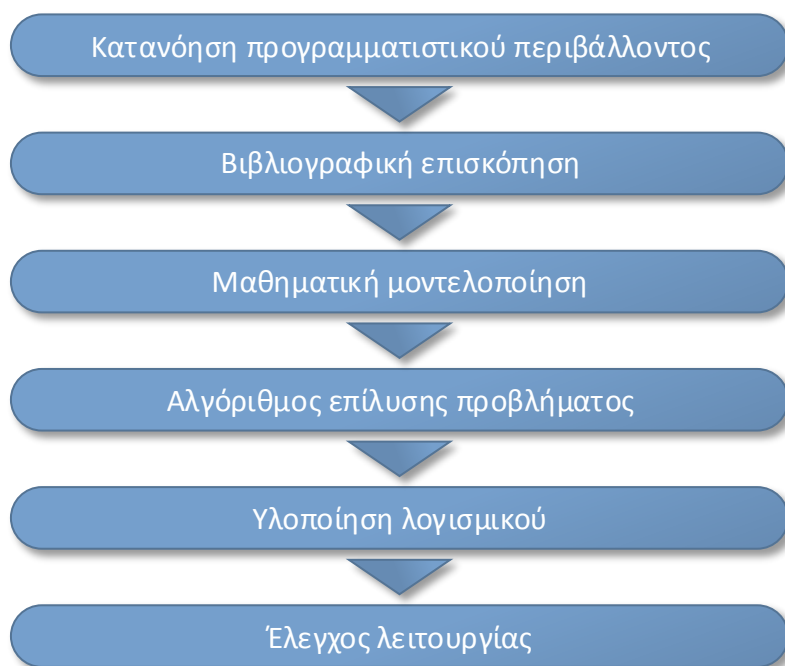 Κατανόηση προγραμματιστικού περιβάλλοντος
Βιβλιογραφική επισκόπηση
Μαθηματική μοντελοποίηση
Αλγόριθμος επίλυσης προβλήματος
Υλοποίηση λογισμικού
Έλεγχος λειτουργίας